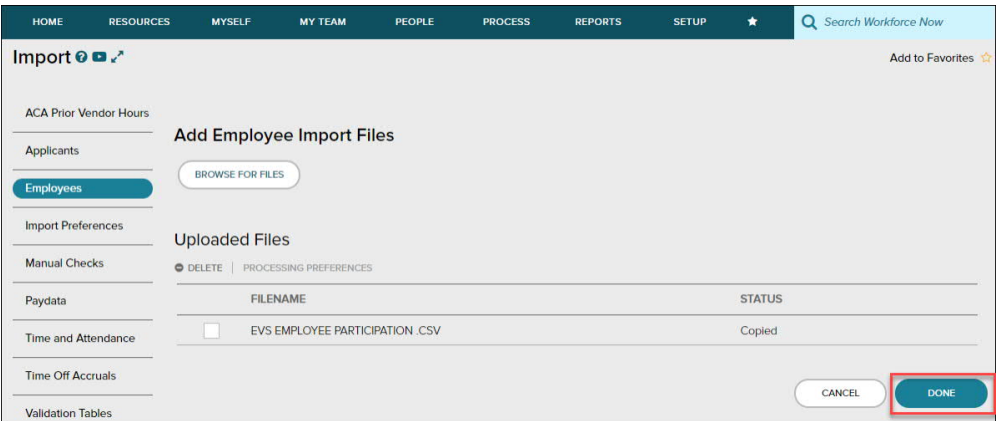 HOME RESOURCES MYSELF MY TEAM PEOPLE PROCESS REPORTS SETUP Search Workforce Now
Import
Add to Favorites
ACA Prior Vendor Hours
Applicants
Employees
Import Preferences
Manual Checks
Paydata
Time and Attendance
Time Off Accruals
Validation Tables
Add Employee Import Files
BROWSE FOR FILES
Uploaded Files
DELETE | PROCESSING PREFERENCES
FILENAME STATUS
EVS EMPLOYEE PARTICIPATION .CSV Copied
CANCEL DONE